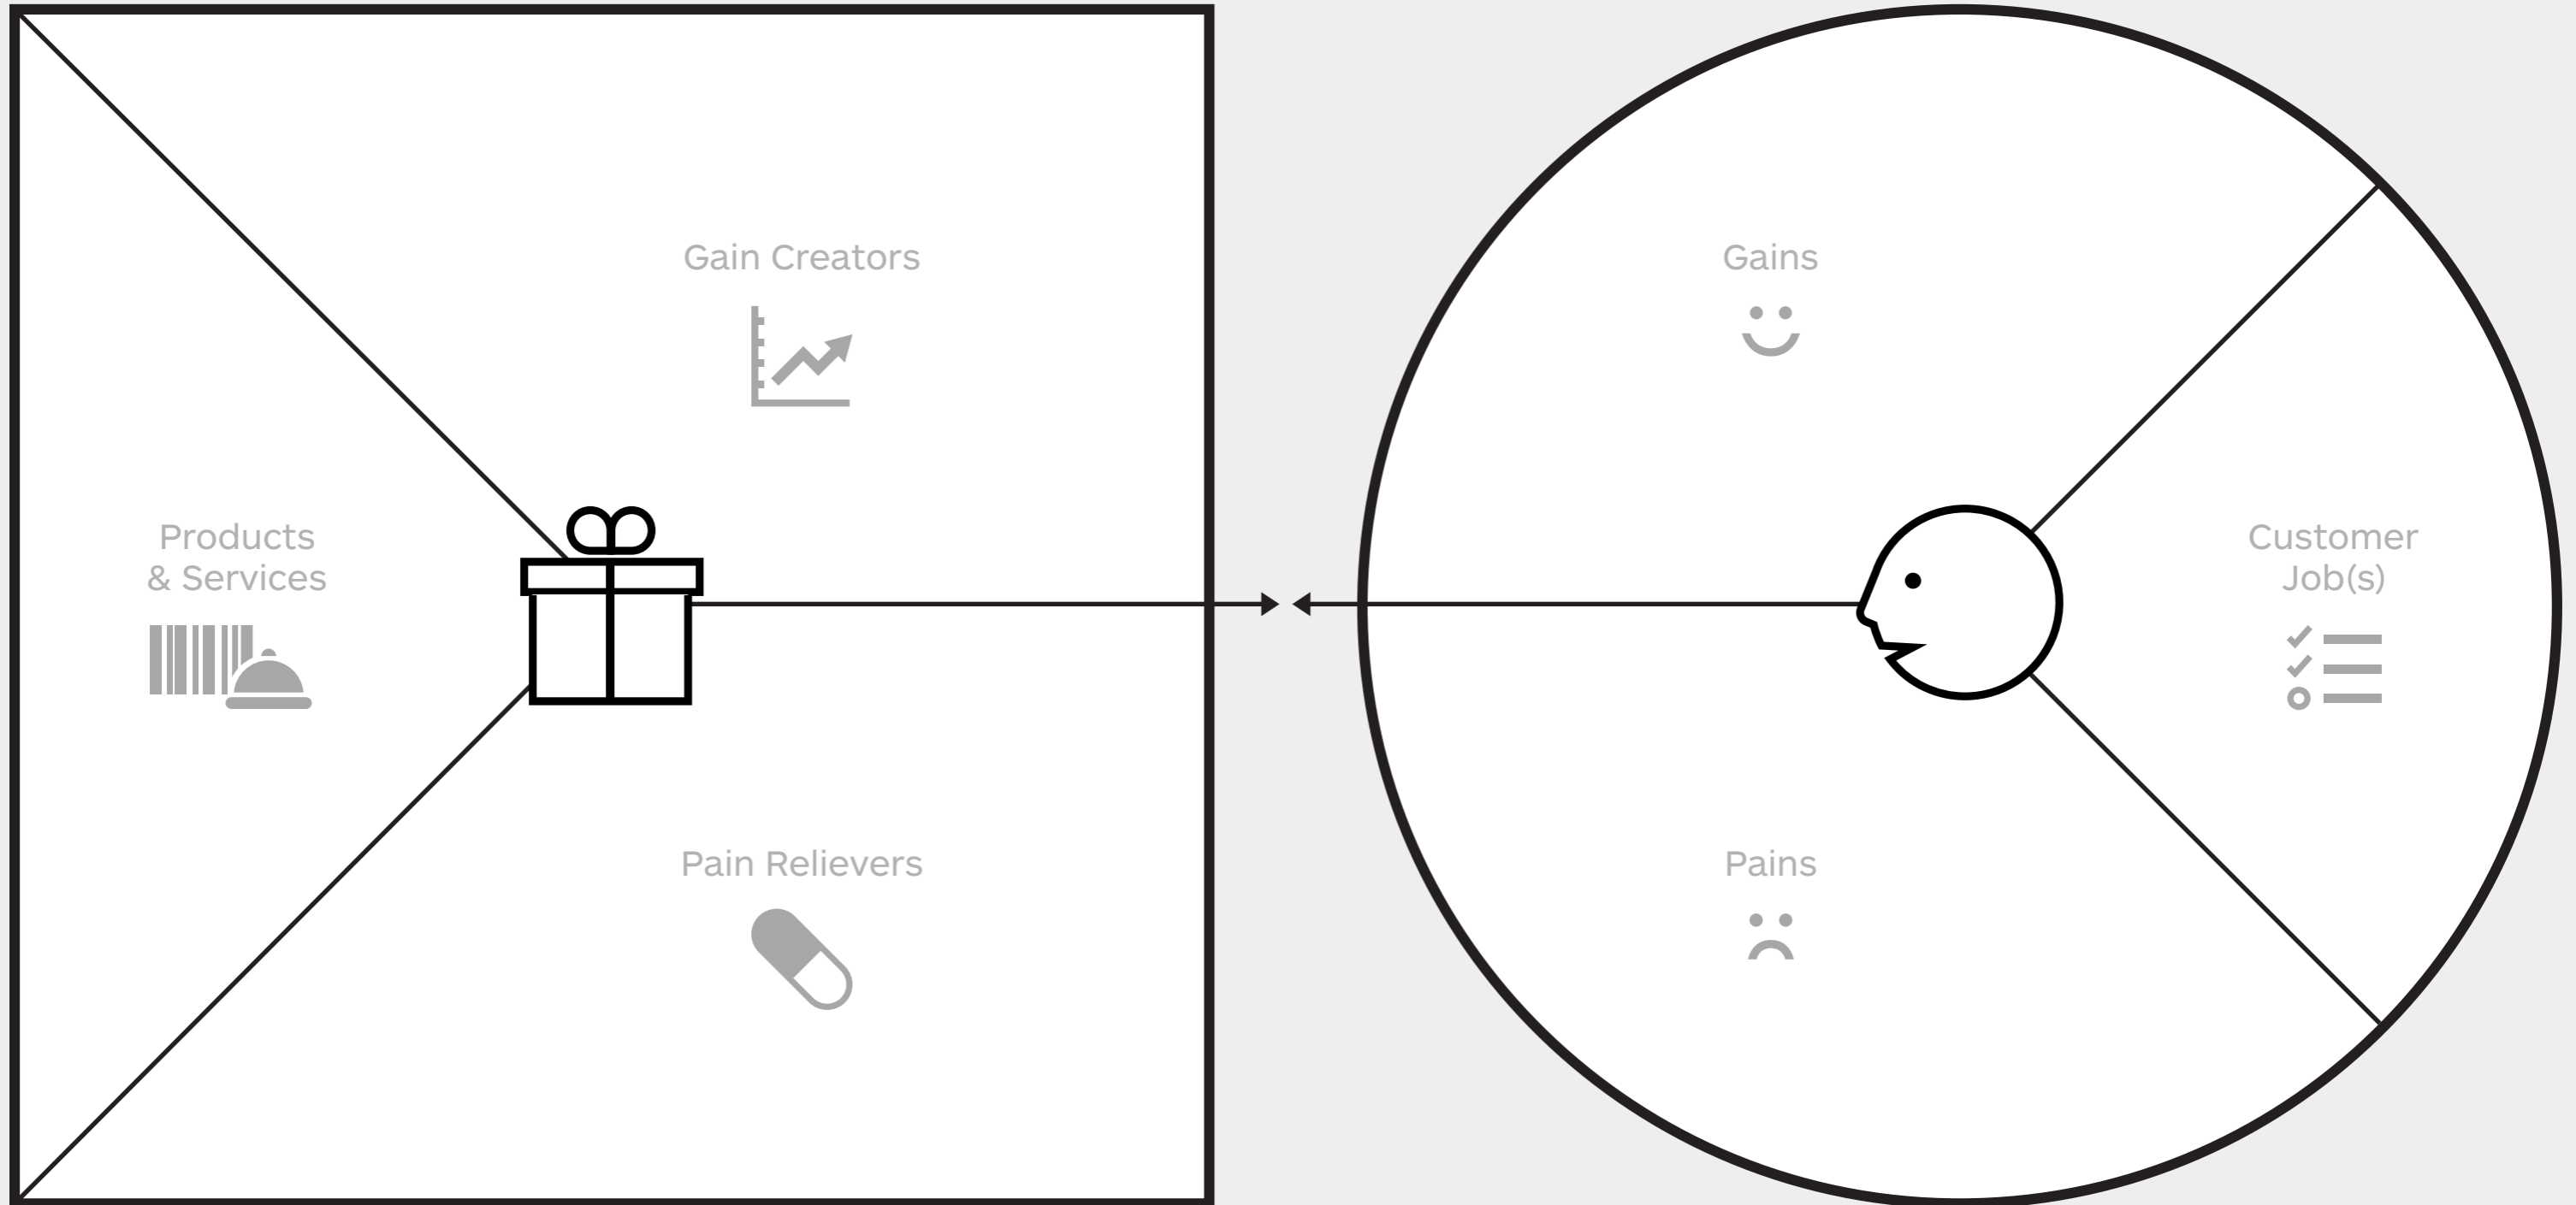 Gain Creators
Products
& Services
Pain Relievers
Gains
Customer
Job(s)
Pains